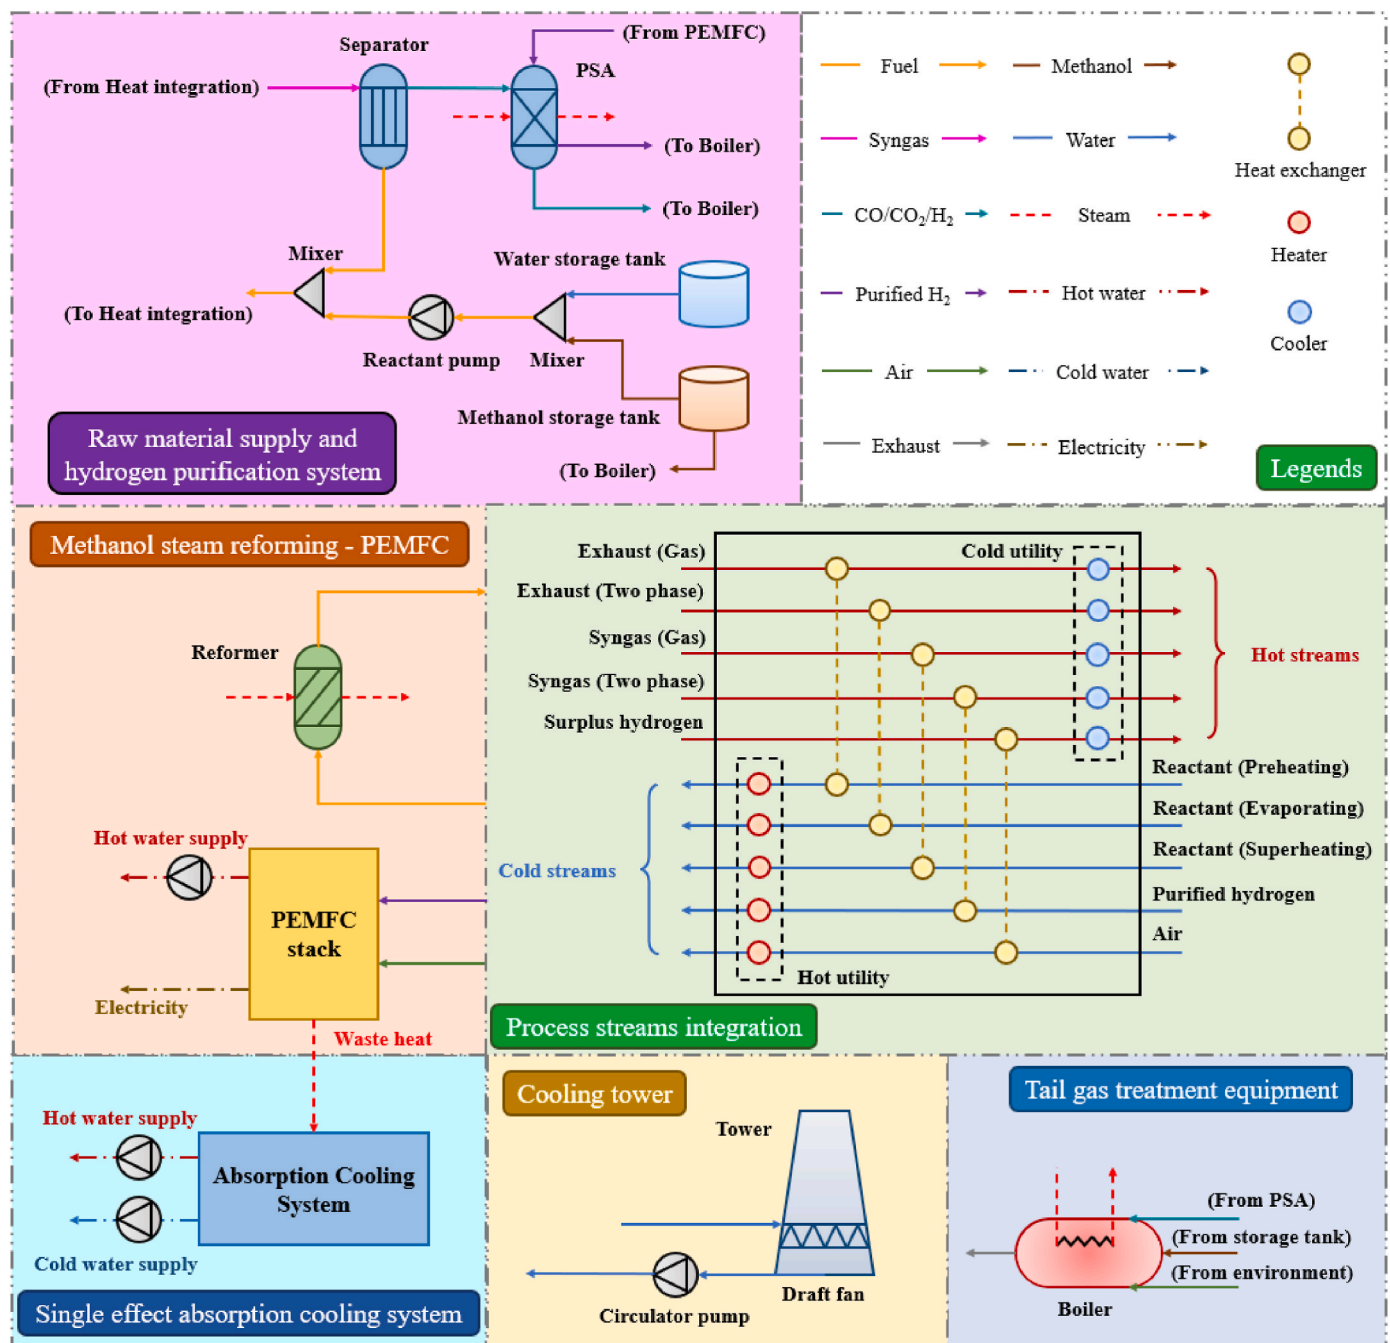 Separator
(From PEMFC)
PSA
(From Heat integration)
(To Boiler)
(To Boiler)
Mixer
Water storage tank
(To Heat integration)
Reactant pump
Mixer
Methanol storage tank
(To Boiler)
Raw material supply and
hydrogen purification system
Fuel
Methanol
Syngas
Water
Heat exchanger
CO/CO₂/H₂
Steam
Heater
Purified H₂
Hot water
Cooler
Air
Cold water
Exhaust
Electricity
Legends
Methanol steam reforming - PEMFC
Reformer
Hot water supply
PEMFC
stack
Electricity
Waste heat
Exhaust (Gas)
Cold utility
Exhaust (Two phase)
Syngas (Gas)
Hot streams
Syngas (Two phase)
Surplus hydrogen
Reactant (Preheating)
Reactant (Evaporating)
Reactant (Superheating)
Cold streams
Purified hydrogen
Air
Hot utility
Process streams integration
Hot water supply
Absorption Cooling
System
Cold water supply
Single effect absorption cooling system
Cooling tower
Tower
Circulator pump
Draft fan
Tail gas treatment equipment
(From PSA)
(From storage tank)
(From environment)
Boiler